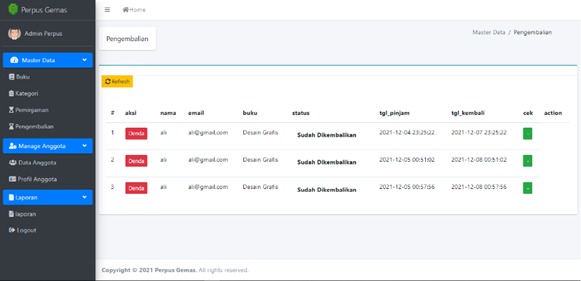 Perpus Gemas
Home
Admin Perpus
Pengembalian
Master Data / Pengembalian
Master Data
Buku
Kategori
Peminjaman
Pengembalian
Manage Anggota
Data Anggota
Profil Anggota
Laporan
laporan
Logout
Refresh
# aksi nama email buku status tgl_pinjam tgl_kembali cek action
1 Denda ali ali@gmail.com Desain Grafis Sudah Dikembalikan 2021-12-04 23:25:22 2021-12-07 23:25:22
2 Denda ali ali@gmail.com Desain Grafis Sudah Dikembalikan 2021-12-05 00:51:02 2021-12-08 00:51:02
3 Denda ali ali@gmail.com Desain Grafis Sudah Dikembalikan 2021-12-05 00:57:56 2021-12-08 00:57:56
Copyright © 2021 Perpus Gemas. All rights reserved.